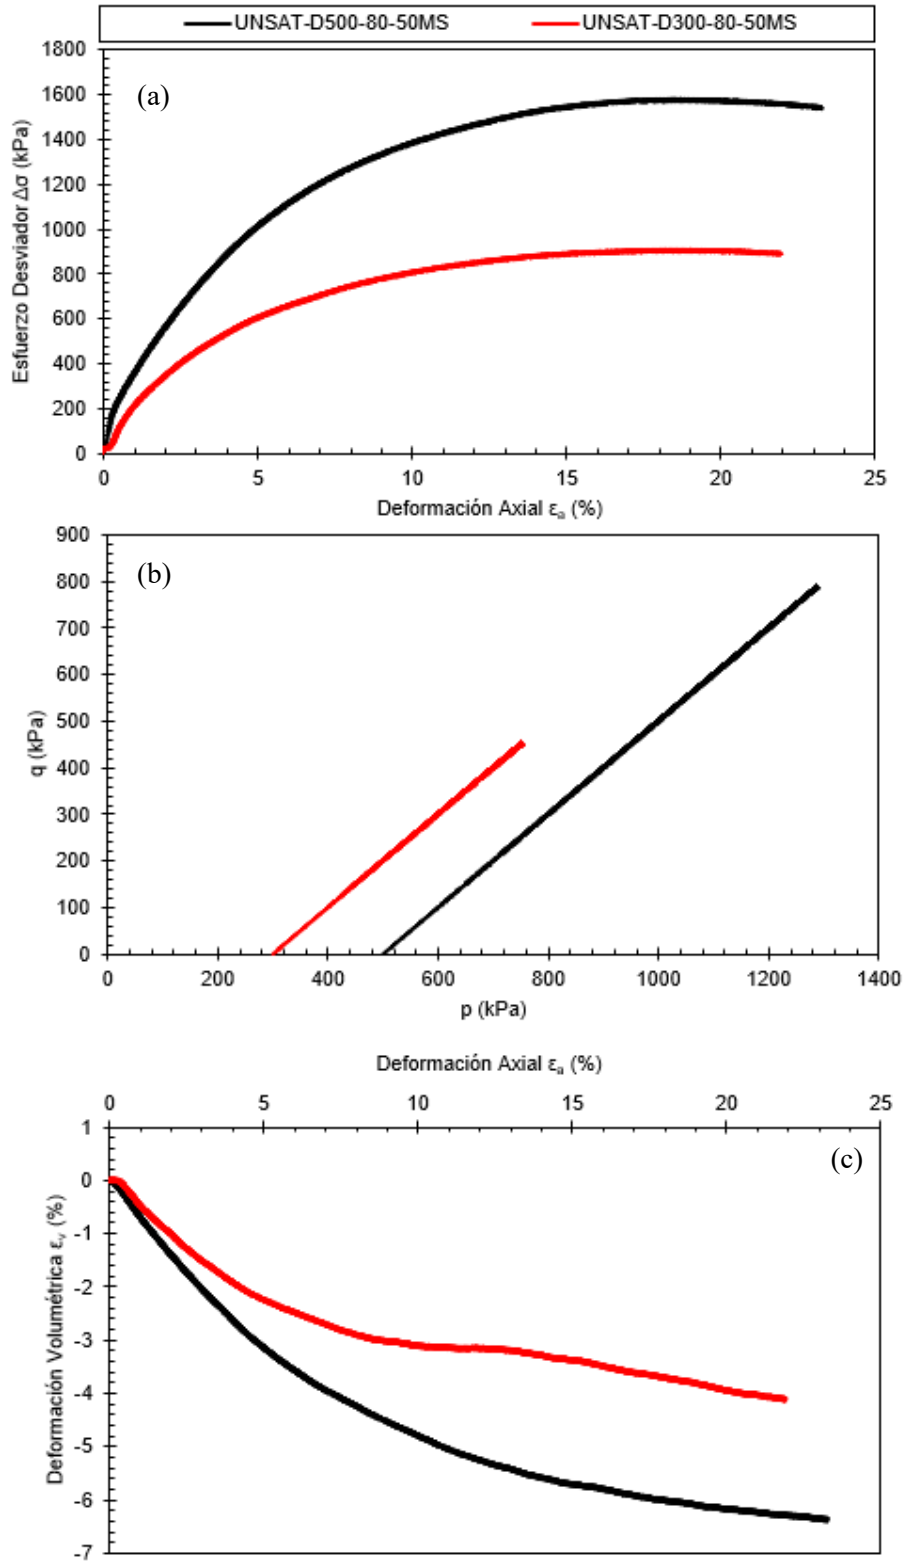 UNSAT-D500-80-50MS UNSAT-D300-80-50MS
(a)
Esfuerzo Desviador Δσ (kPa)
1800
1600
1400
1200
1000
800
600
400
200
0
0 5 10 15 20 25
Deformación Axial εₐ (%)
(b)
q (kPa)
900
800
700
600
500
400
300
200
100
0
0 200 400 600 800 1000 1200 1400
p (kPa)
Deformación Axial εₐ (%)
0 5 10 15 20 25
(c)
Deformación Volumétrica εᵥ (%)
1
0
-1
-2
-3
-4
-5
-6
-7